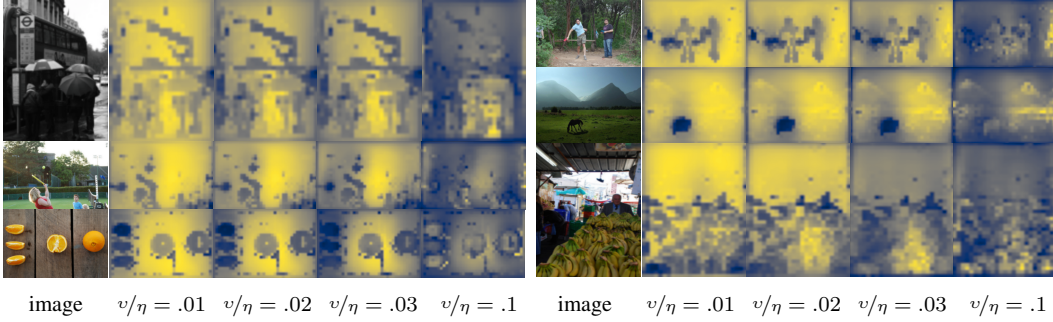 image υ/η = .01 υ/η = .02 υ/η = .03 υ/η = .1 image υ/η = .01 υ/η = .02 υ/η = .03 υ/η = .1